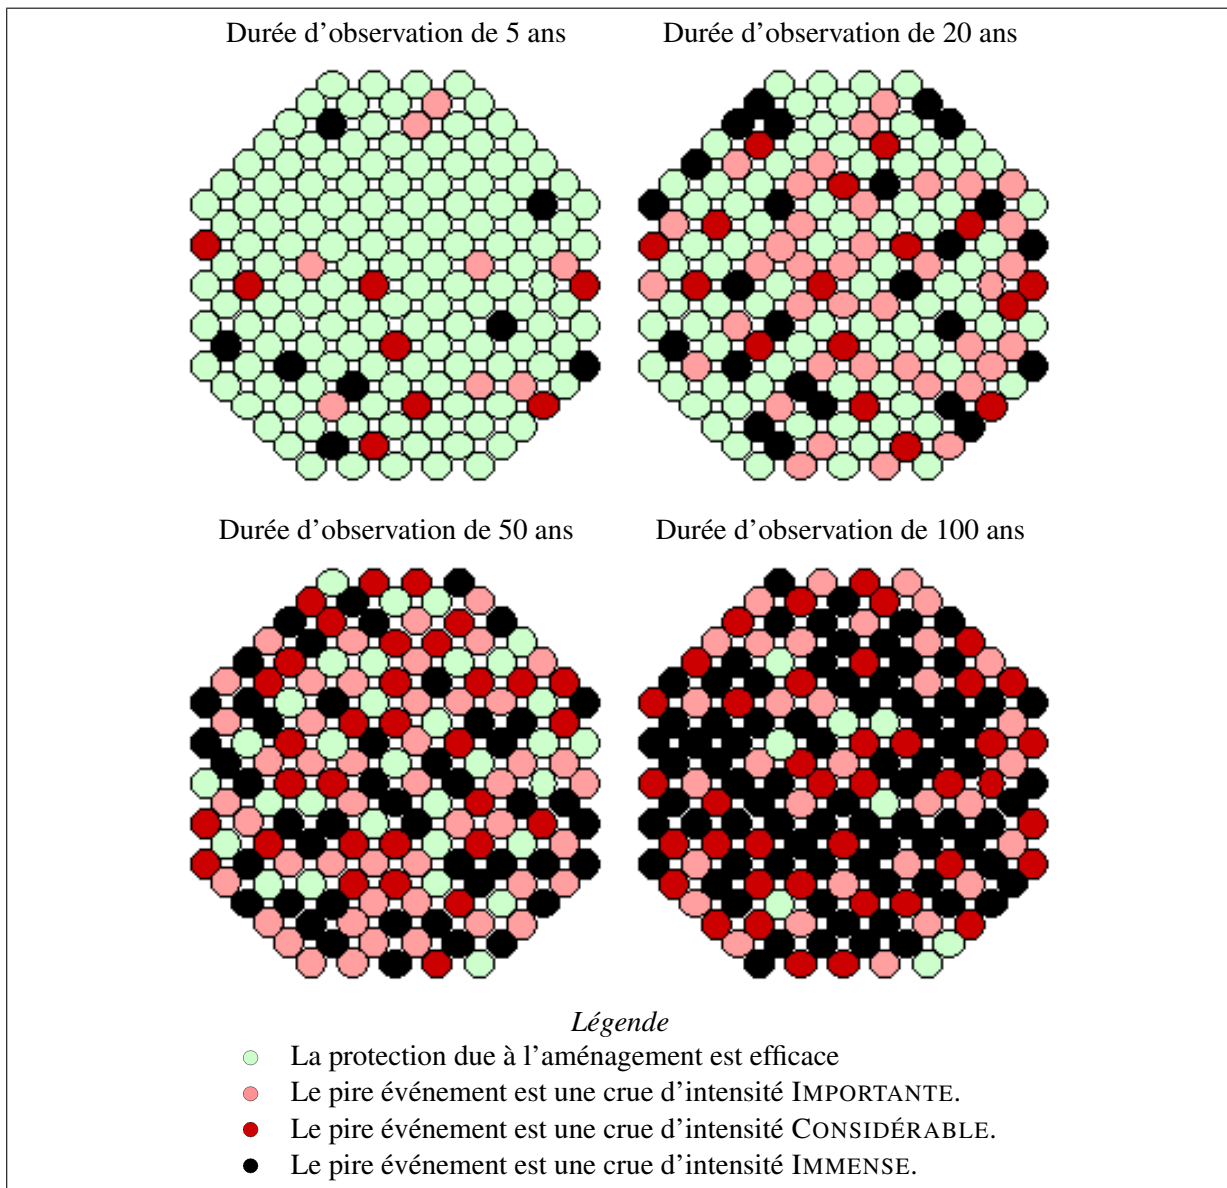 Durée d'observation de 5 ans
Durée d'observation de 20 ans
Durée d'observation de 50 ans
Durée d'observation de 100 ans
Légende
La protection due à l'aménagement est efficace
Le pire événement est une crue d'intensité IMPORTANTE.
Le pire événement est une crue d'intensité CONSIDÉRABLE.
Le pire événement est une crue d'intensité IMMENSE.